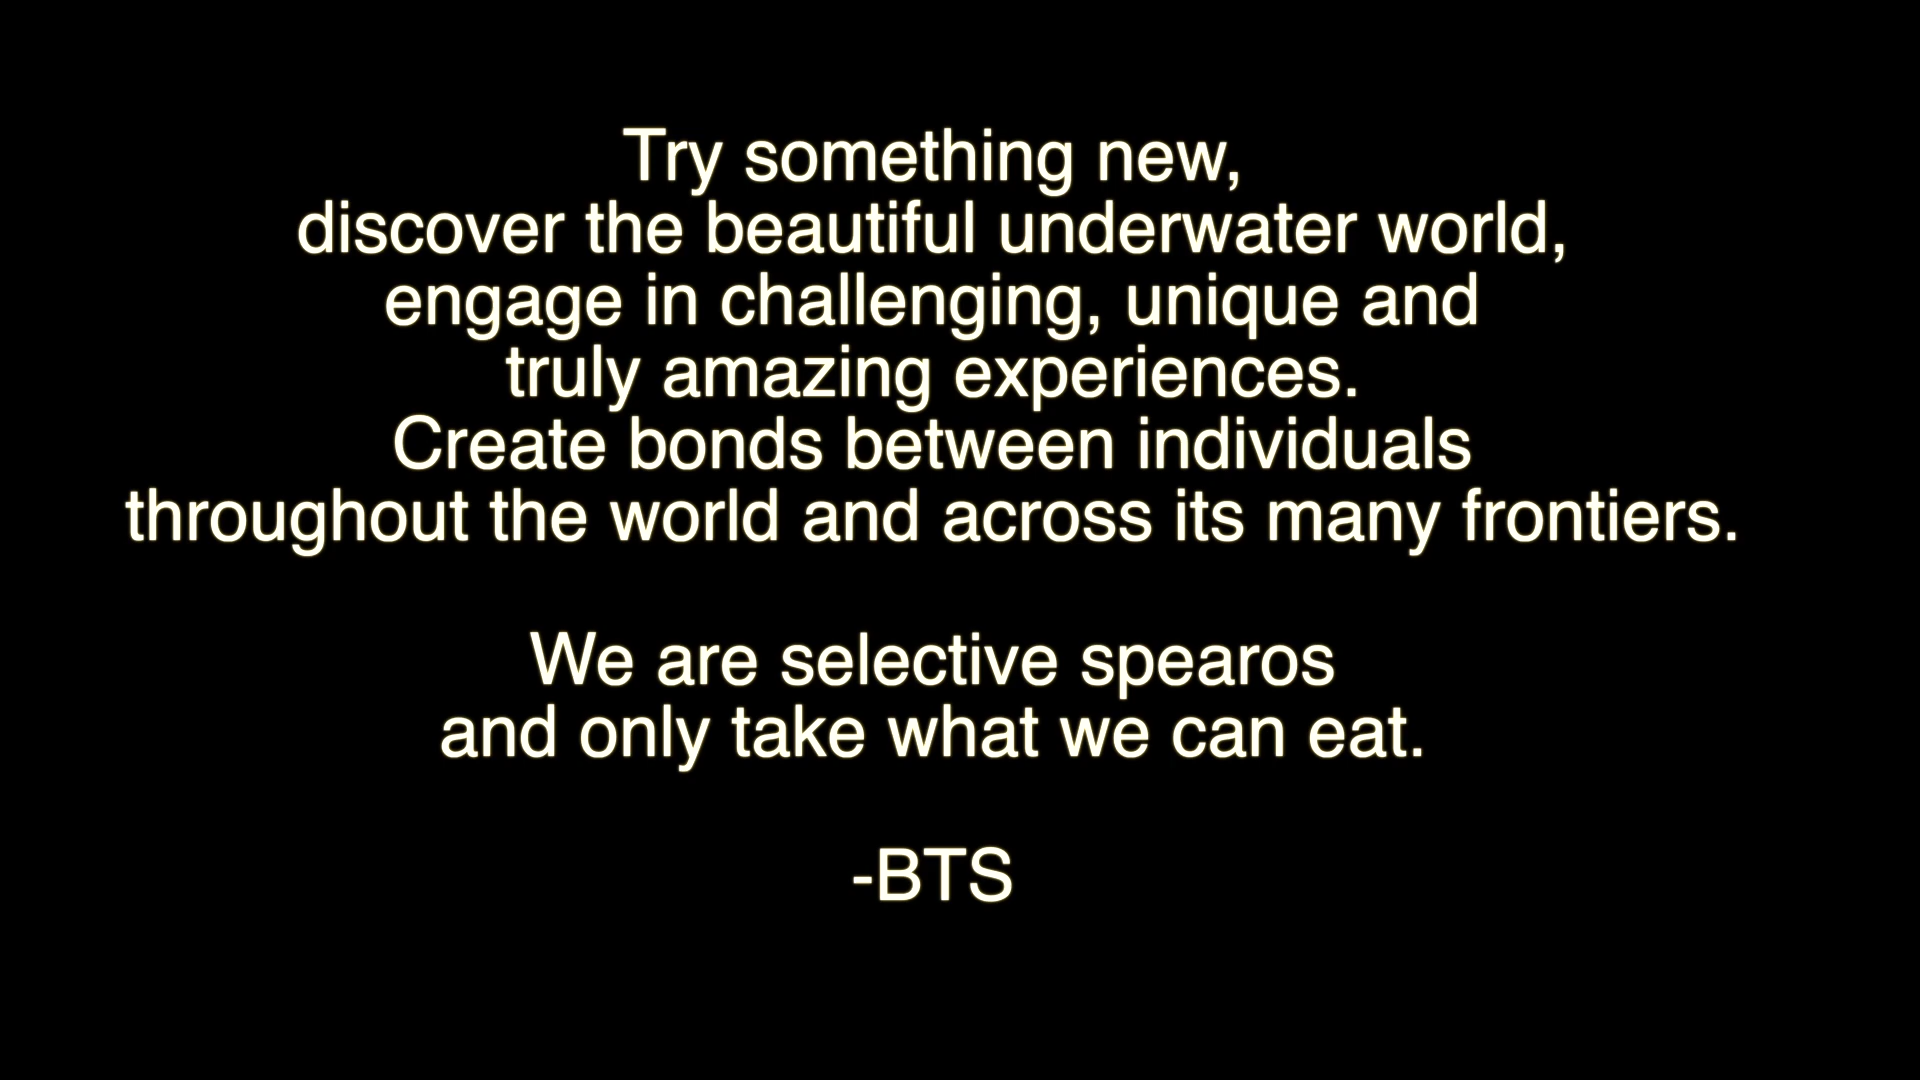 Try something new,
discover the beautiful underwater world,
engage in challenging, unique and
truly amazing experiences.
Create bonds between individuals
throughout the world and across its many frontiers.
We are selective spearos
and only take what we can eat.
-BTS